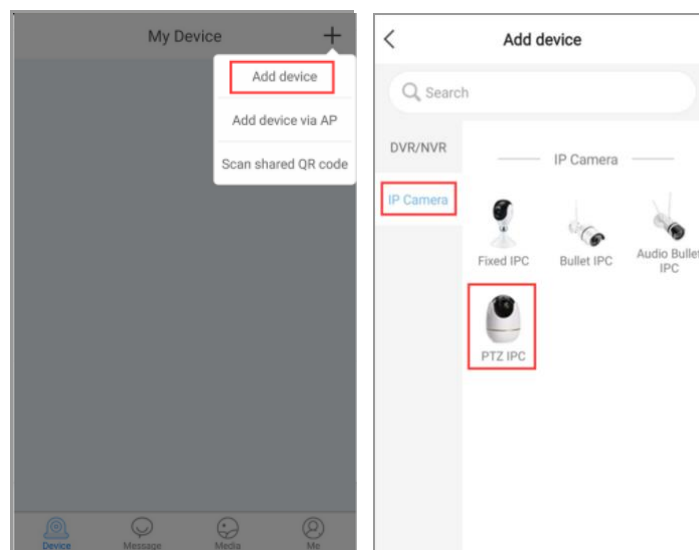 My Device
Add device
Add device via AP
Scan shared QR code
Device
Message
Media
Me
Add device
Search
DVR/NVR
IP Camera
IP Camera
Fixed IPC
Bullet IPC
Audio Bullet
IPC
PTZ IPC